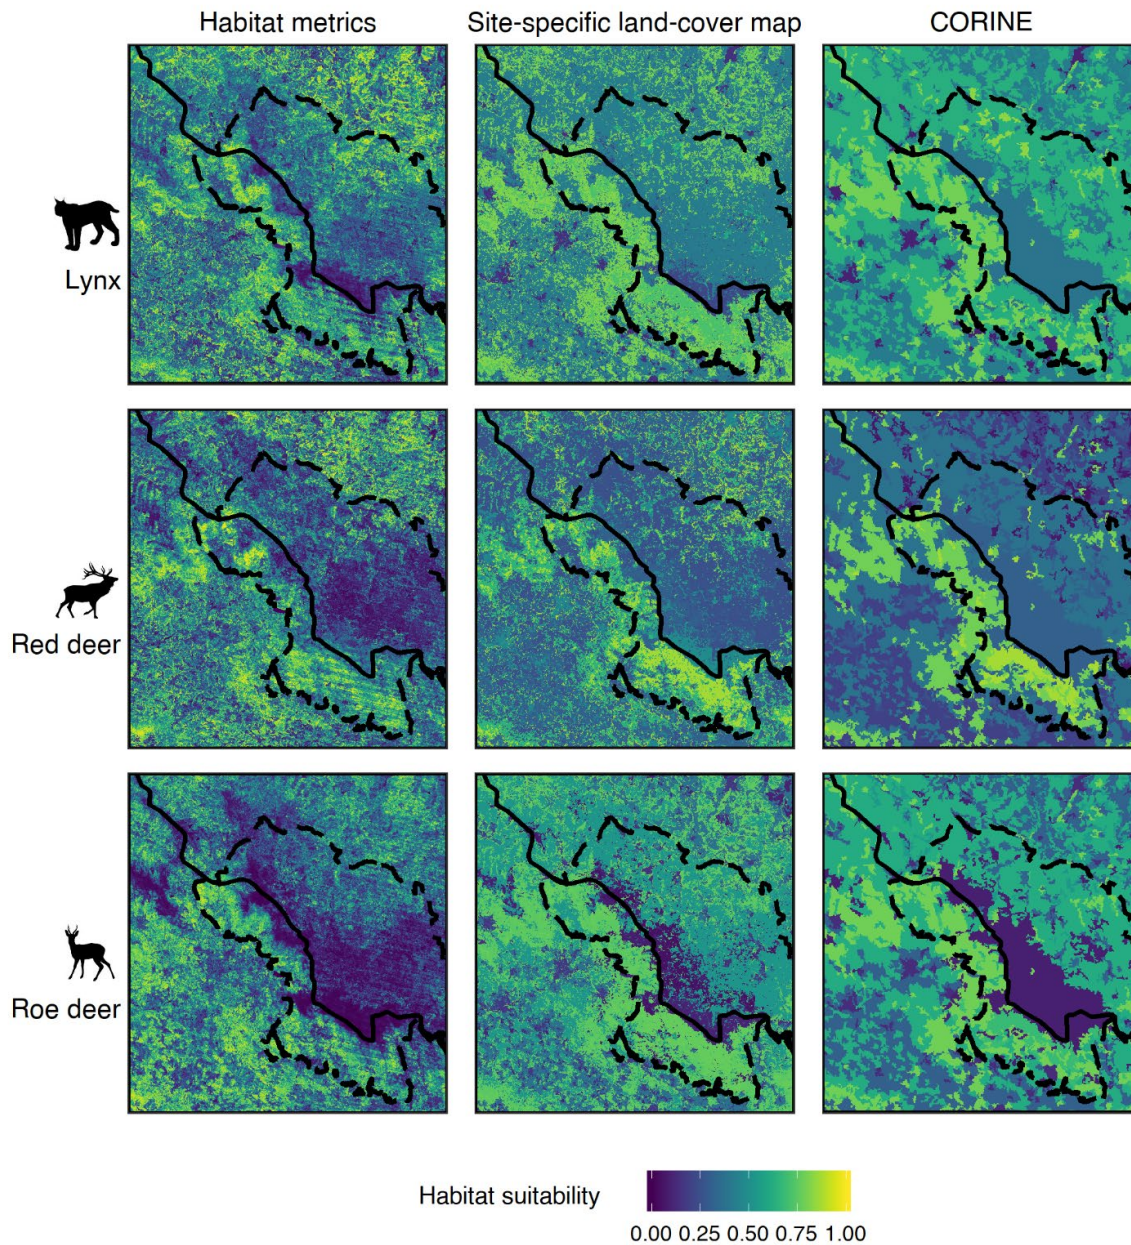 Habitat metrics Site-specific land-cover map CORINE
Lynx
Red deer
Roe deer
Habitat suitability
0.00 0.25 0.50 0.75 1.00